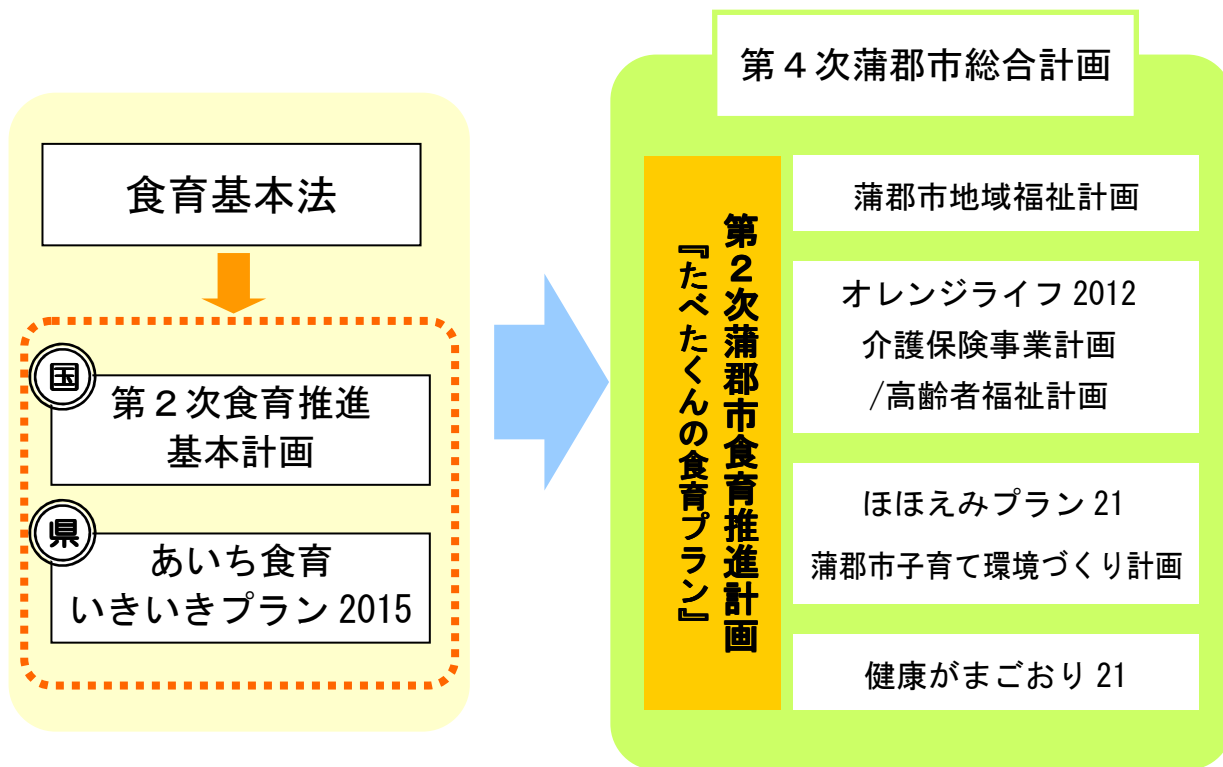 食育基本法
国
第２次食育推進
基本計画
県
あいち食育
いきいきプラン 2015
第４次蒲郡市総合計画
第２次蒲郡市食育推進計画
『たべたくんの食育プラン』
蒲郡市地域福祉計画
オレンジライフ 2012
介護保険事業計画
/高齢者福祉計画
ほほえみプラン 21
蒲郡市子育て環境づくり計画
健康がまごおり 21